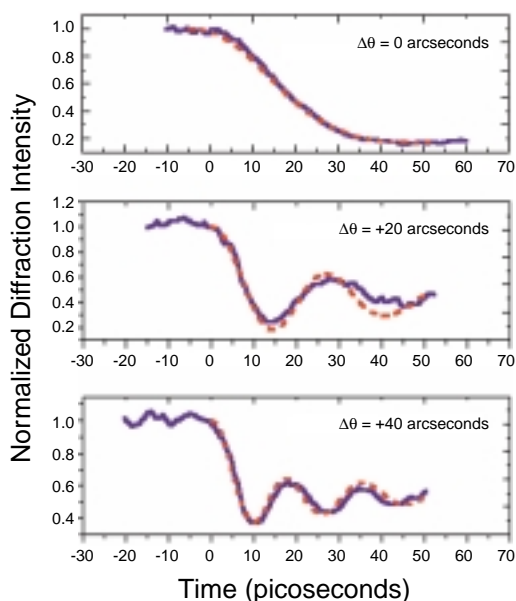 Normalized Diffraction Intensity
1.0
0.8
0.6
0.4
0.2
Δθ = 0 arcseconds
-30 -20 -10 0 10 20 30 40 50 60 70
1.2
1.0
0.8
0.6
0.4
0.2
Δθ = +20 arcseconds
-30 -20 -10 0 10 20 30 40 50 60 70
1.0
0.8
0.6
0.4
Δθ = +40 arcseconds
-30 -20 -10 0 10 20 30 40 50 60 70
Time (picoseconds)